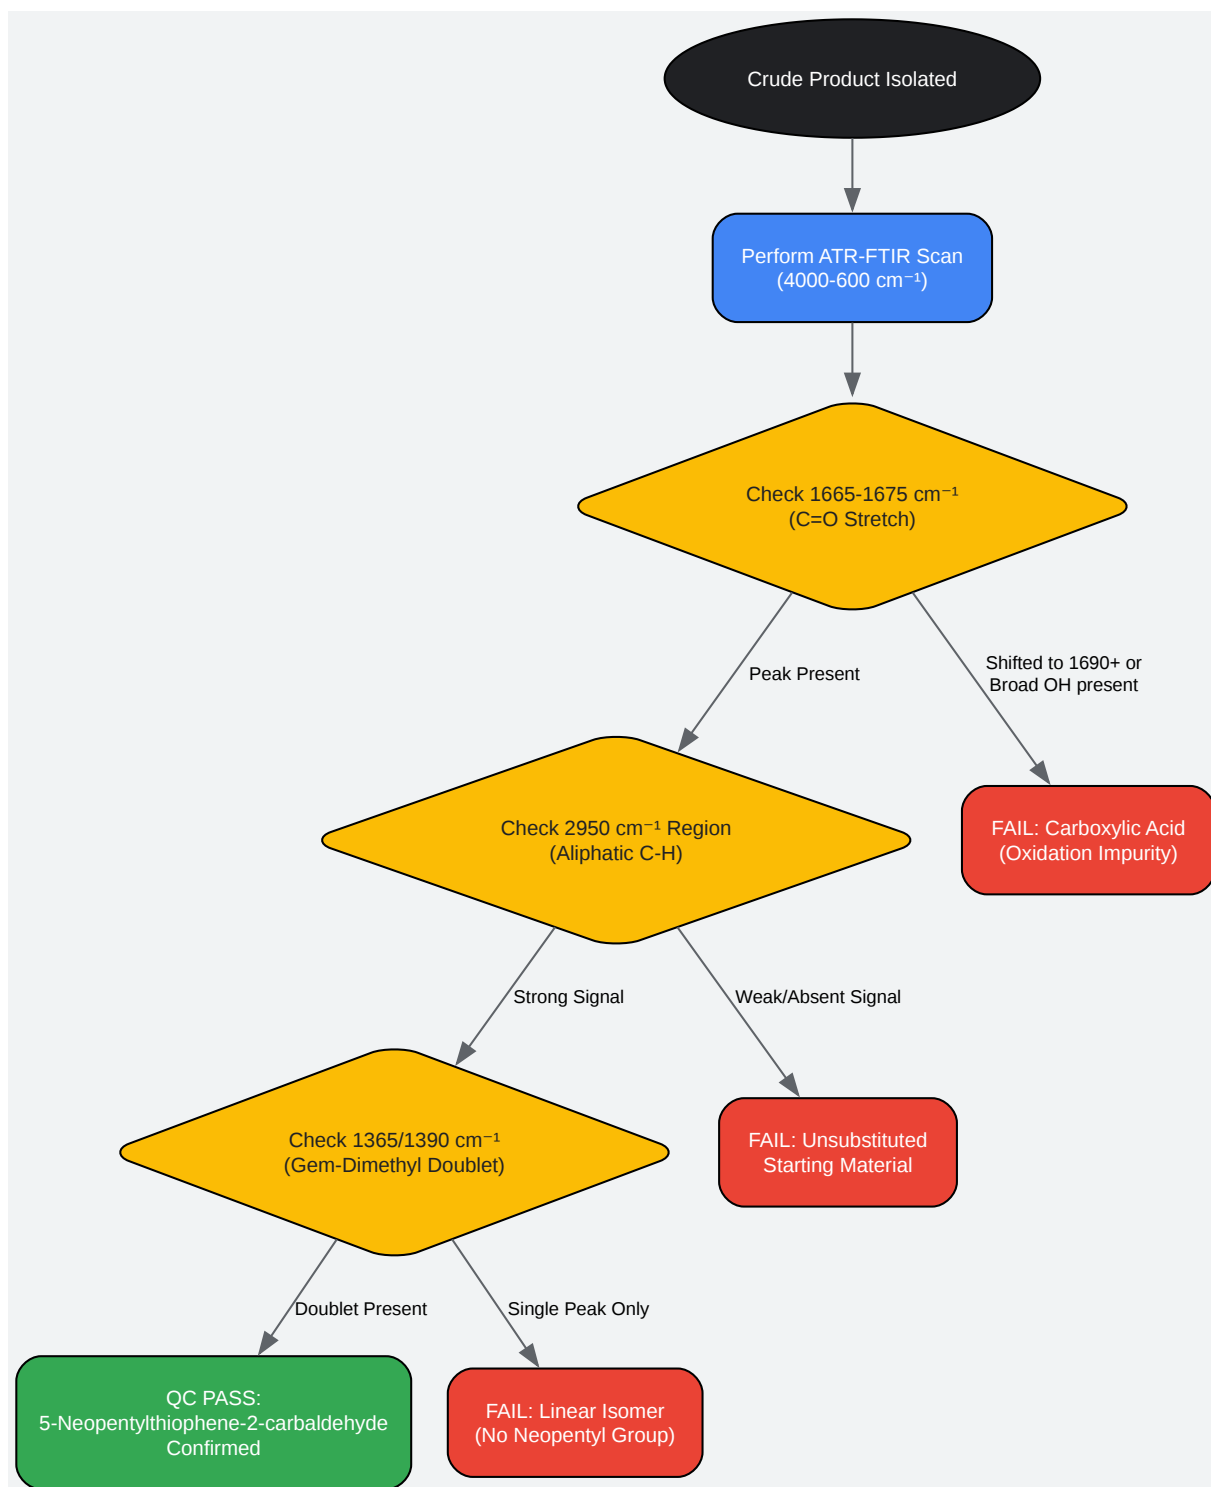 Crude Product Isolated
Perform ATR-FTIR Scan
(4000-600 cm⁻¹)
Check 1665-1675 cm⁻¹
(C=O Stretch)
Peak Present
Shifted to 1690+ or
Broad OH present
Check 2950 cm⁻¹ Region
(Aliphatic C-H)
FAIL: Carboxylic Acid
(Oxidation Impurity)
Strong Signal
Weak/Absent Signal
Check 1365/1390 cm⁻¹
(Gem-Dimethyl Doublet)
FAIL: Unsubstituted
Starting Material
Doublet Present
Single Peak Only
QC PASS:
5-Neopentylthiophene-2-carbaldehyde
Confirmed
FAIL: Linear Isomer
(No Neopentyl Group)